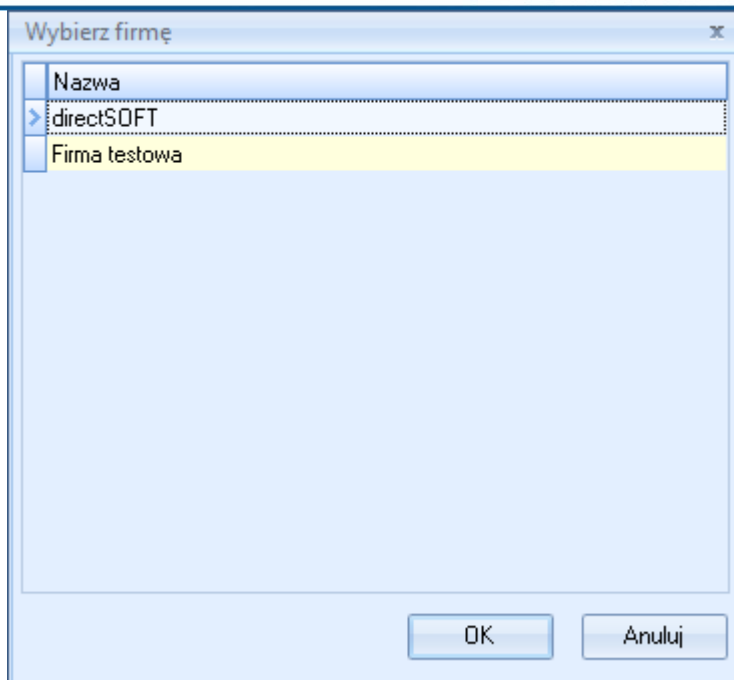 Wybierz firmę
Nazwa
directSOFT
Firma testowa
OK Anuluj